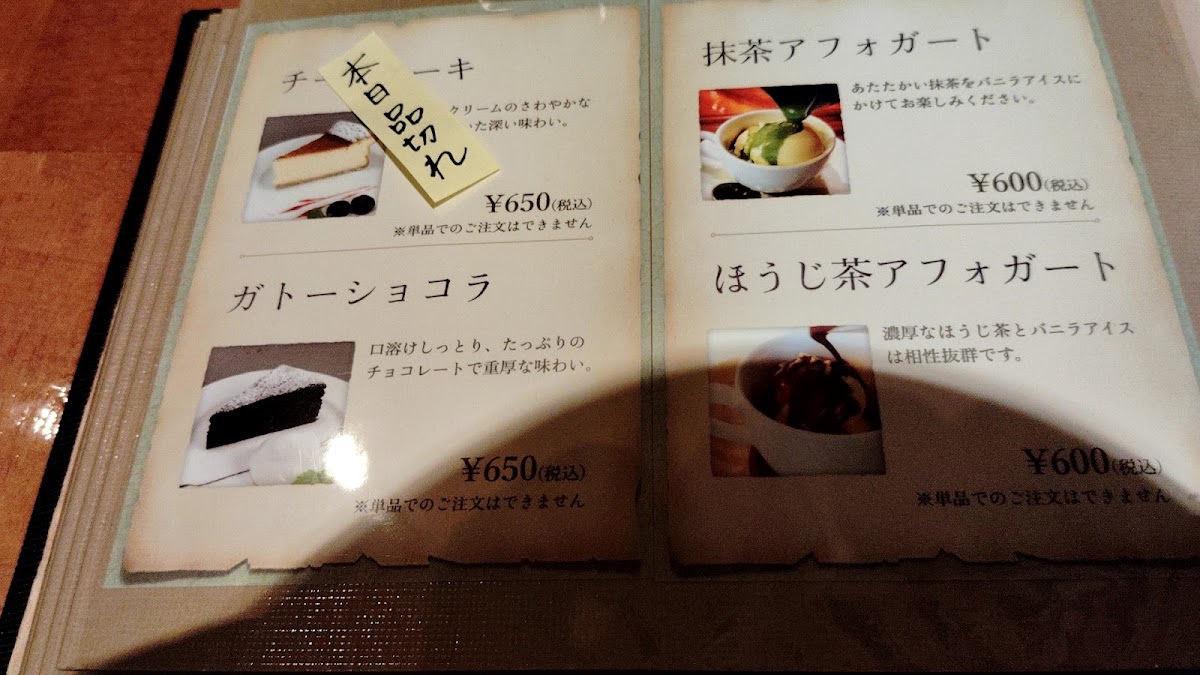 チ ーキ
本日品切れ
クリームのさわやかな
た深い味わい。
¥650(税込)
※単品でのご注文はできません
ガトーショコラ
口溶けしっとり、たっぷりの
チョコレートで重厚な味わい。
¥650(税込)
※単品でのご注文はできません
抹茶アフォガート
あたたかい抹茶をバニラアイスに
かけてお楽しみください。
¥600(税込)
※単品でのご注文はできません
ほうじ茶アフォガート
濃厚なほうじ茶とバニラアイス
は相性抜群です。
¥600(税込)
※単品でのご注文はできません